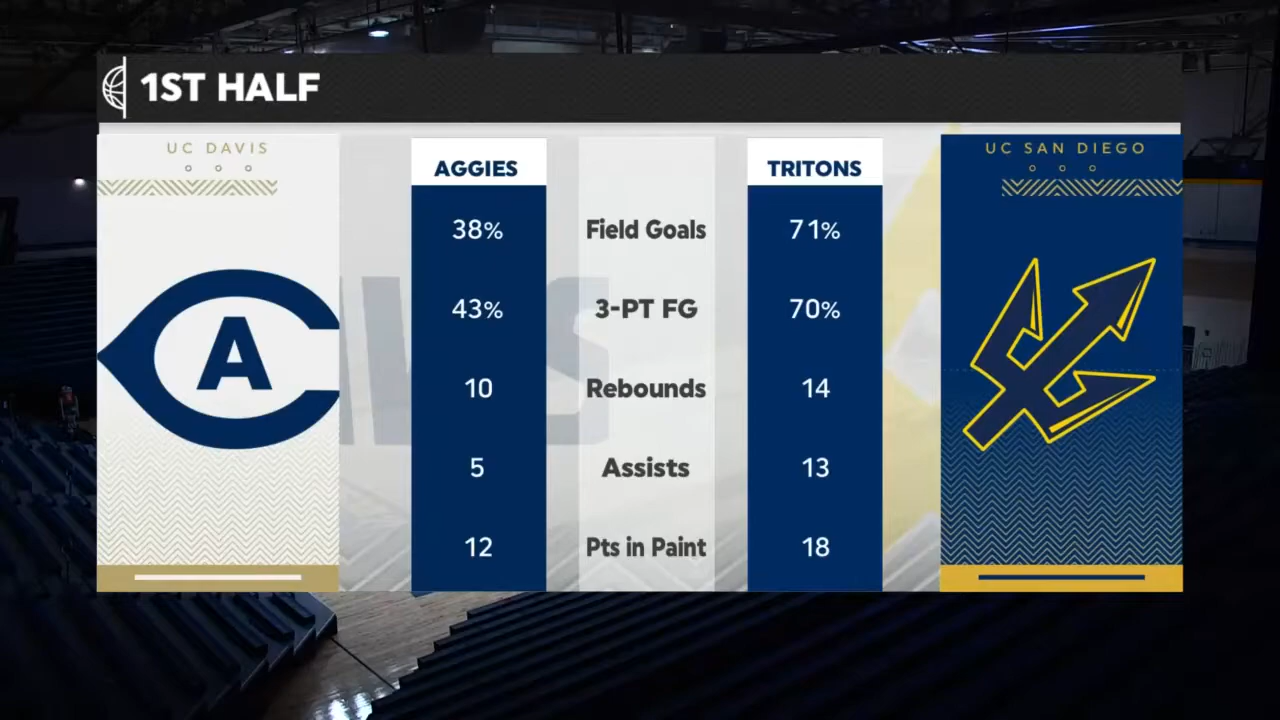 1ST HALF
UC DAVIS
UC SAN DIEGO
AGGIES
TRITONS
38% Field Goals 71%
43% 3-PT FG 70%
10 Rebounds 14
5 Assists 13
12 Pts in Paint 18
A